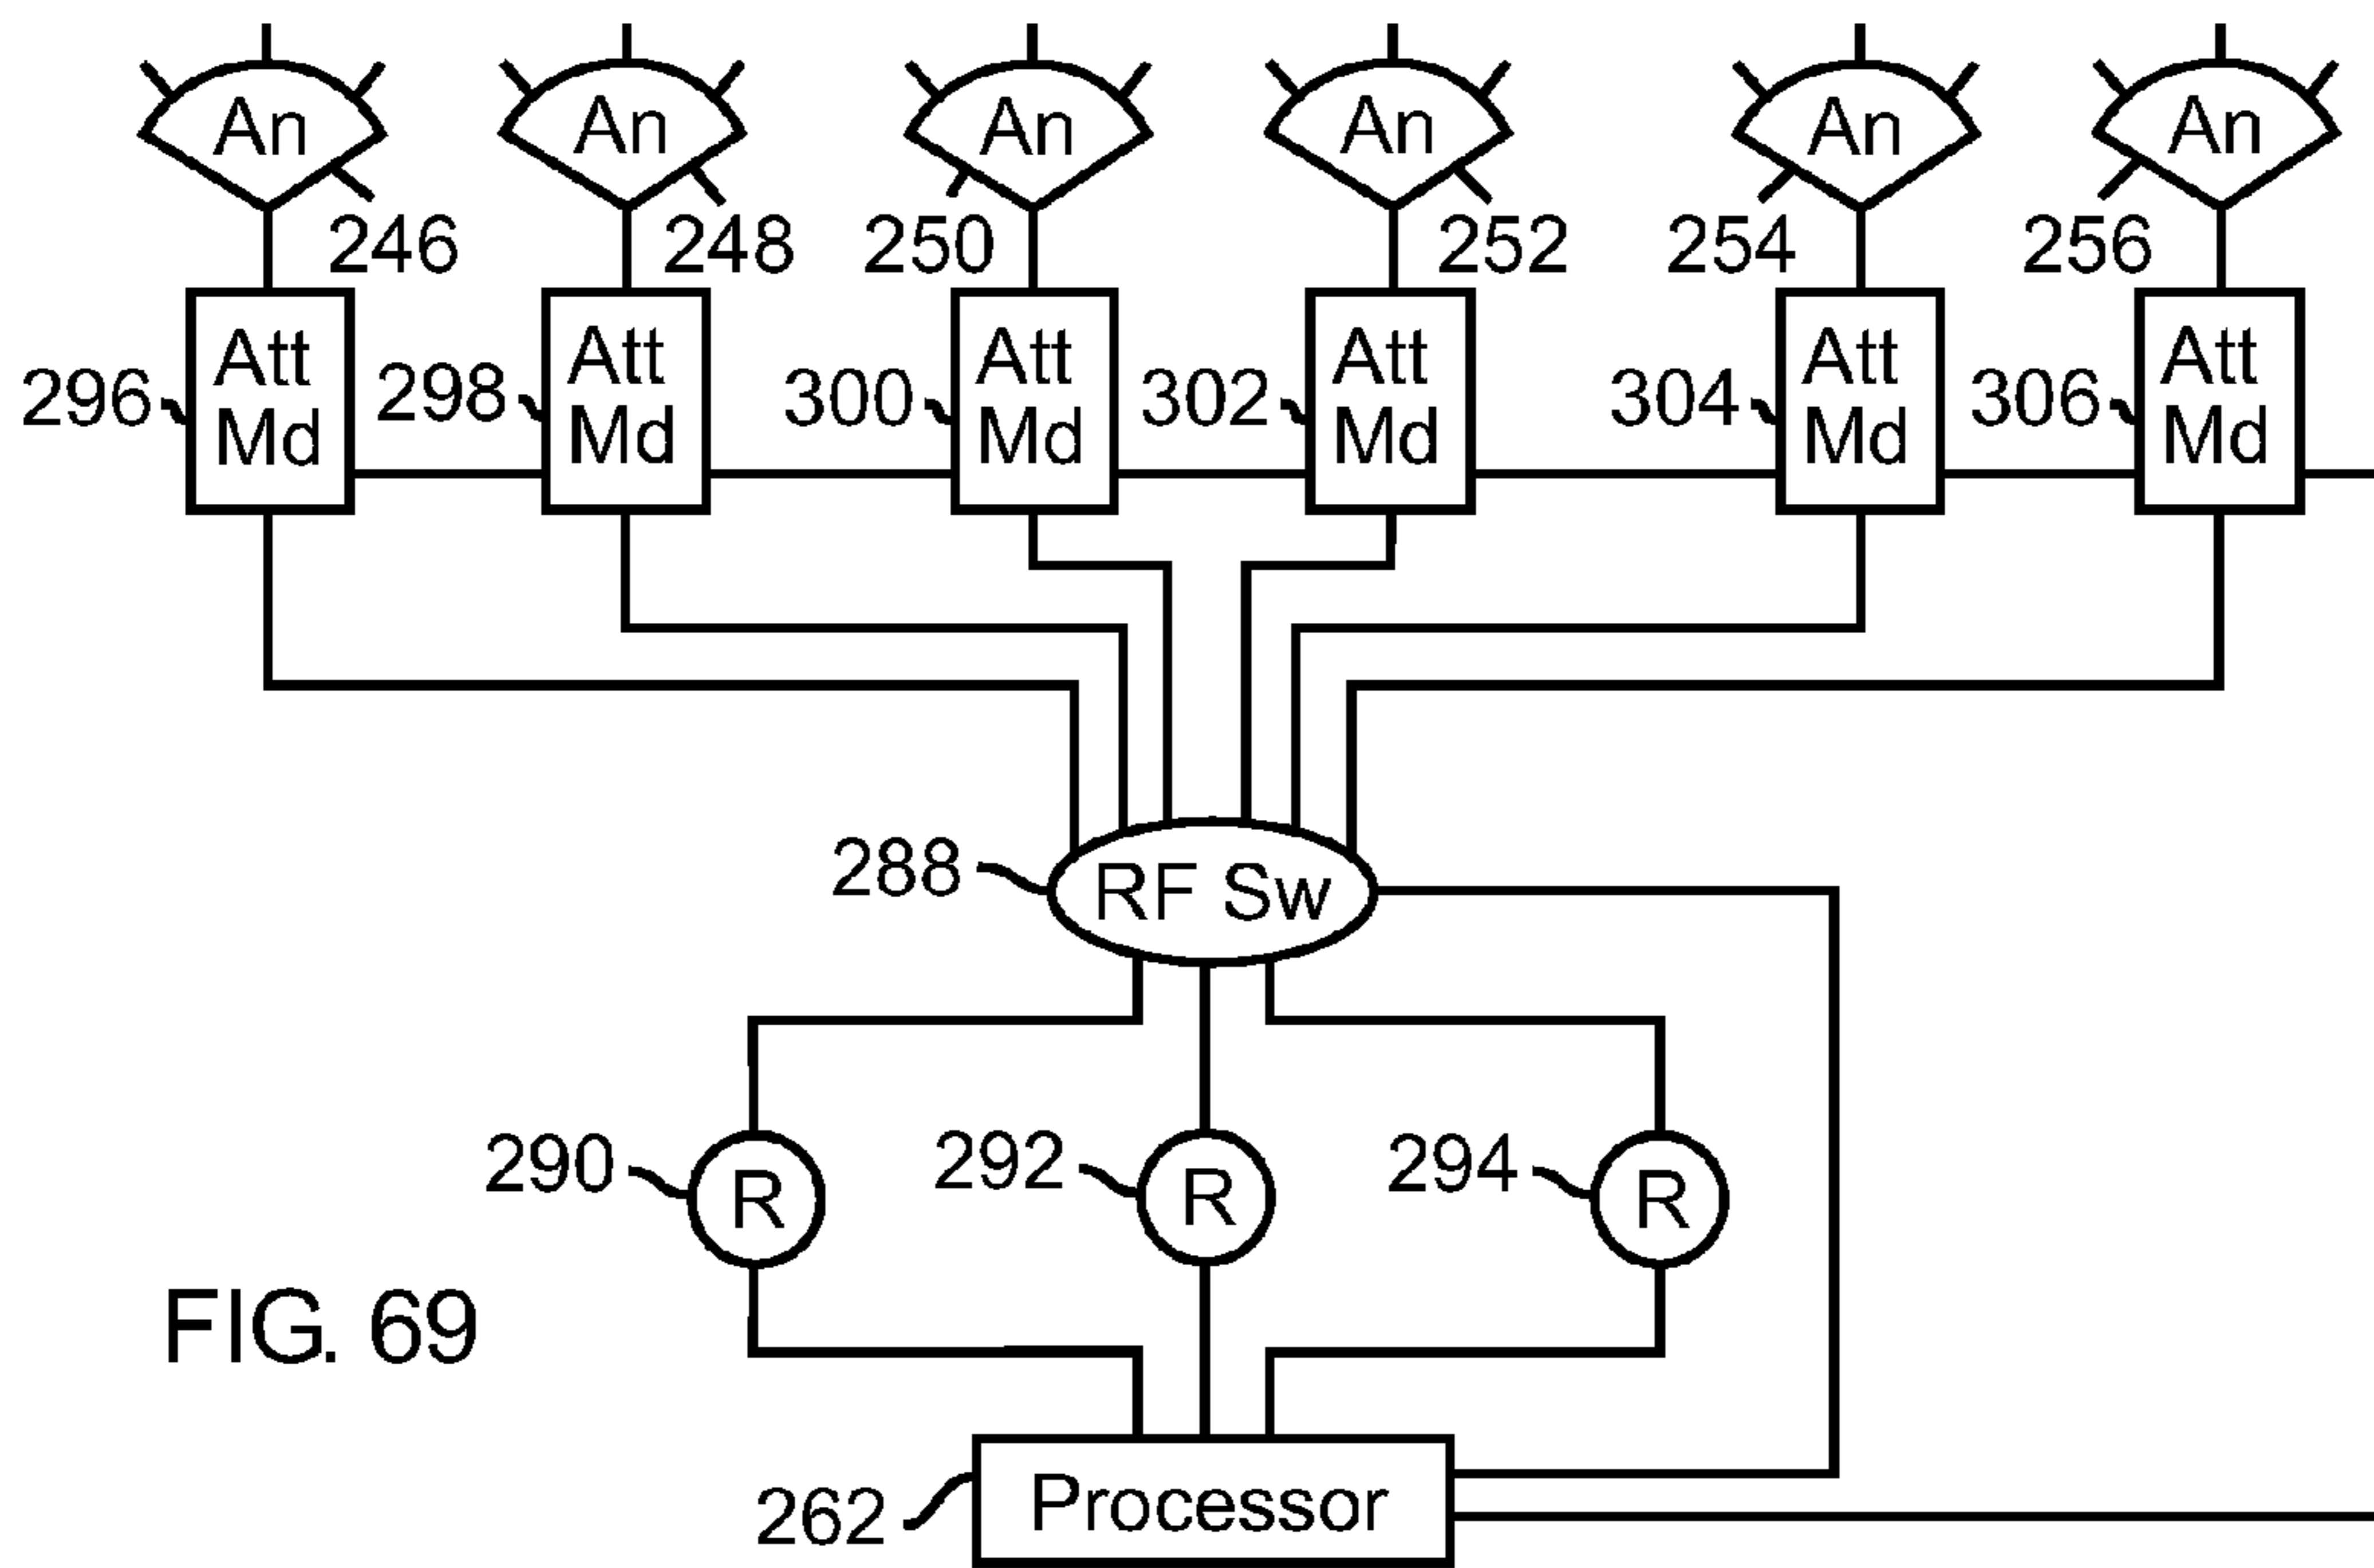 An An An An An An
246 248 250 252 254 256
Att Md Att Md Att Md Att Md Att Md Att Md
296 298 300 302 304 306
288 RF Sw
290 R 292 R 294 R
FIG. 69
262 Processor